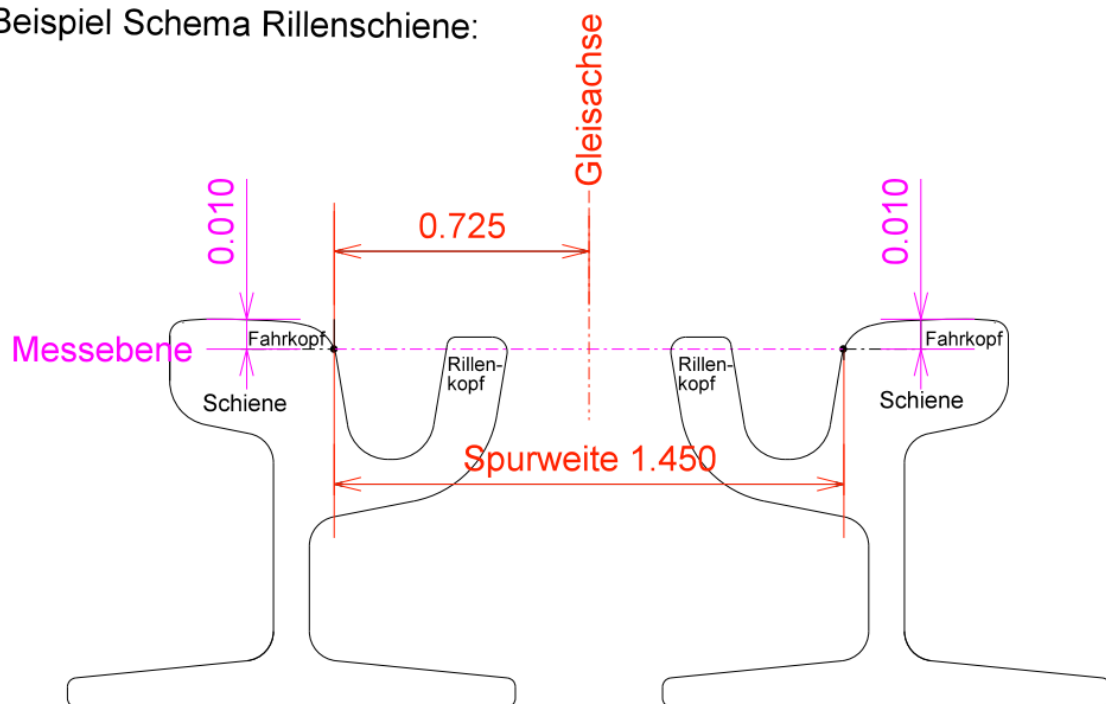 Beispiel Schema Rillenschiene:
Gleisachse
0.010
0.725
0.010
Messebene
Fahrkopf
Rillen-
kopf
Rillen-
kopf
Fahrkopf
Schiene
Schiene
Spurweite 1.450